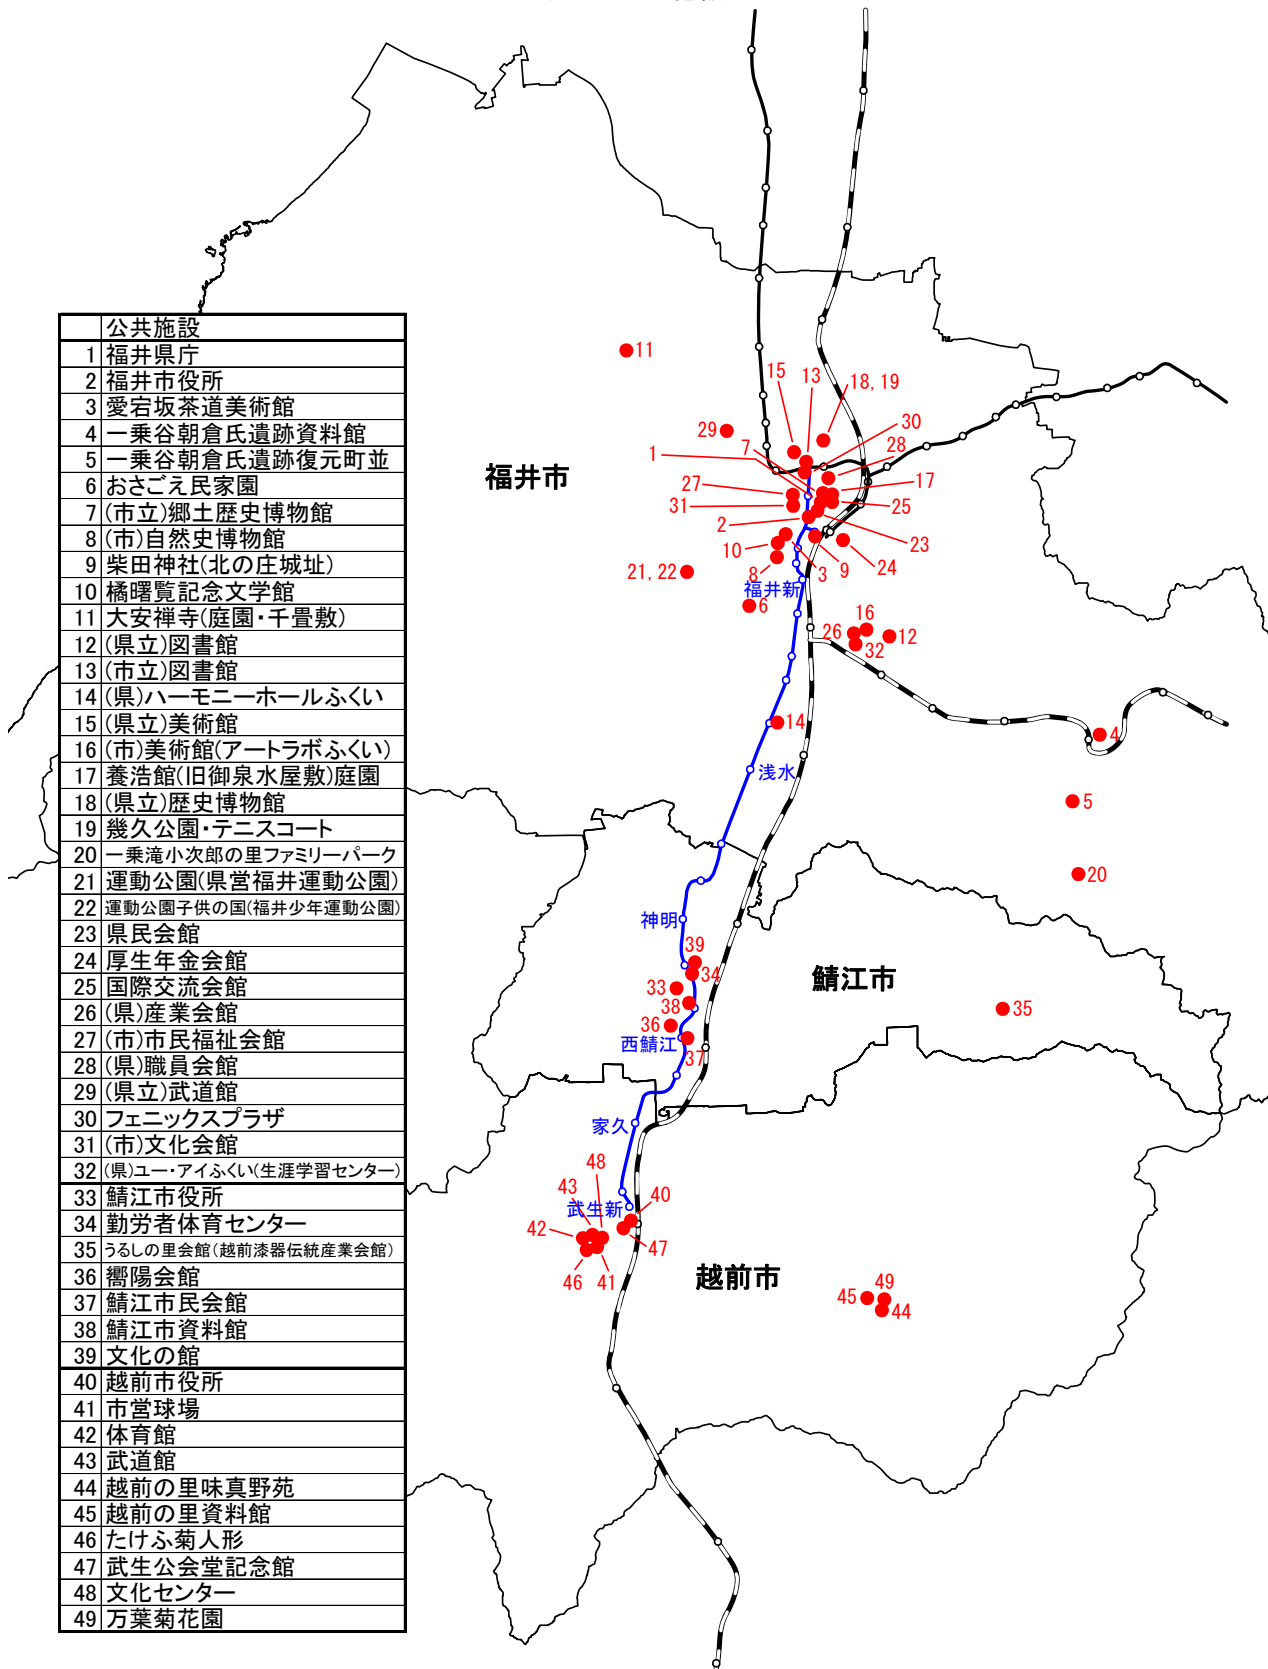 公共施設
1 福井県庁
2 福井市役所
3 愛宕坂茶道美術館
4 一乗谷朝倉氏遺跡資料館
5 一乗谷朝倉氏遺跡復元町並
6 おさごえ民家園
7 (市立)郷土歴史博物館
8 (市)自然史博物館
9 柴田神社(北の庄城址)
10 橘曙覧記念文学館
11 大安禅寺(庭園・千畳敷)
12 (県立)図書館
13 (市立)図書館
14 (県)ハーモニーホールふくい
15 (県立)美術館
16 (市)美術館(アートラボふくい)
17 養浩館(旧御泉水屋敷)庭園
18 (県立)歴史博物館
19 幾久公園・テニスコート
20 一乗滝小次郎の里ファミリーパーク
21 運動公園(県営福井運動公園)
22 運動公園子供の国(福井少年運動公園)
23 県民会館
24 厚生年金会館
25 国際交流会館
26 (県)産業会館
27 (市)市民福祉会館
28 (県)職員会館
29 (県立)武道館
30 フェニックスプラザ
31 (市)文化会館
32 (県)ユー・アイふくい(生涯学習センター)
33 鯖江市役所
34 勤労者体育センター
35 うるしの里会館(越前漆器伝統産業会館)
36 嚮陽会館
37 鯖江市民会館
38 鯖江市資料館
39 文化の館
40 越前市役所
41 市営球場
42 体育館
43 武道館
44 越前の里味真野苑
45 越前の里資料館
46 たけふ菊人形
47 武生公会堂記念館
48 文化センター
49 万葉菊花園
11
15
13
18, 19
30
29
1
7
28
福井市
27
17
31
25
2
23
10
8
3
9
24
21, 22
福井新
6
16
26
12
32
14
4
浅水
5
20
神明
39
34
鯖江市
33
38
35
36
西鯖江
37
家久
48
43
40
武生新
42
47
46
41
越前市
49
45
44